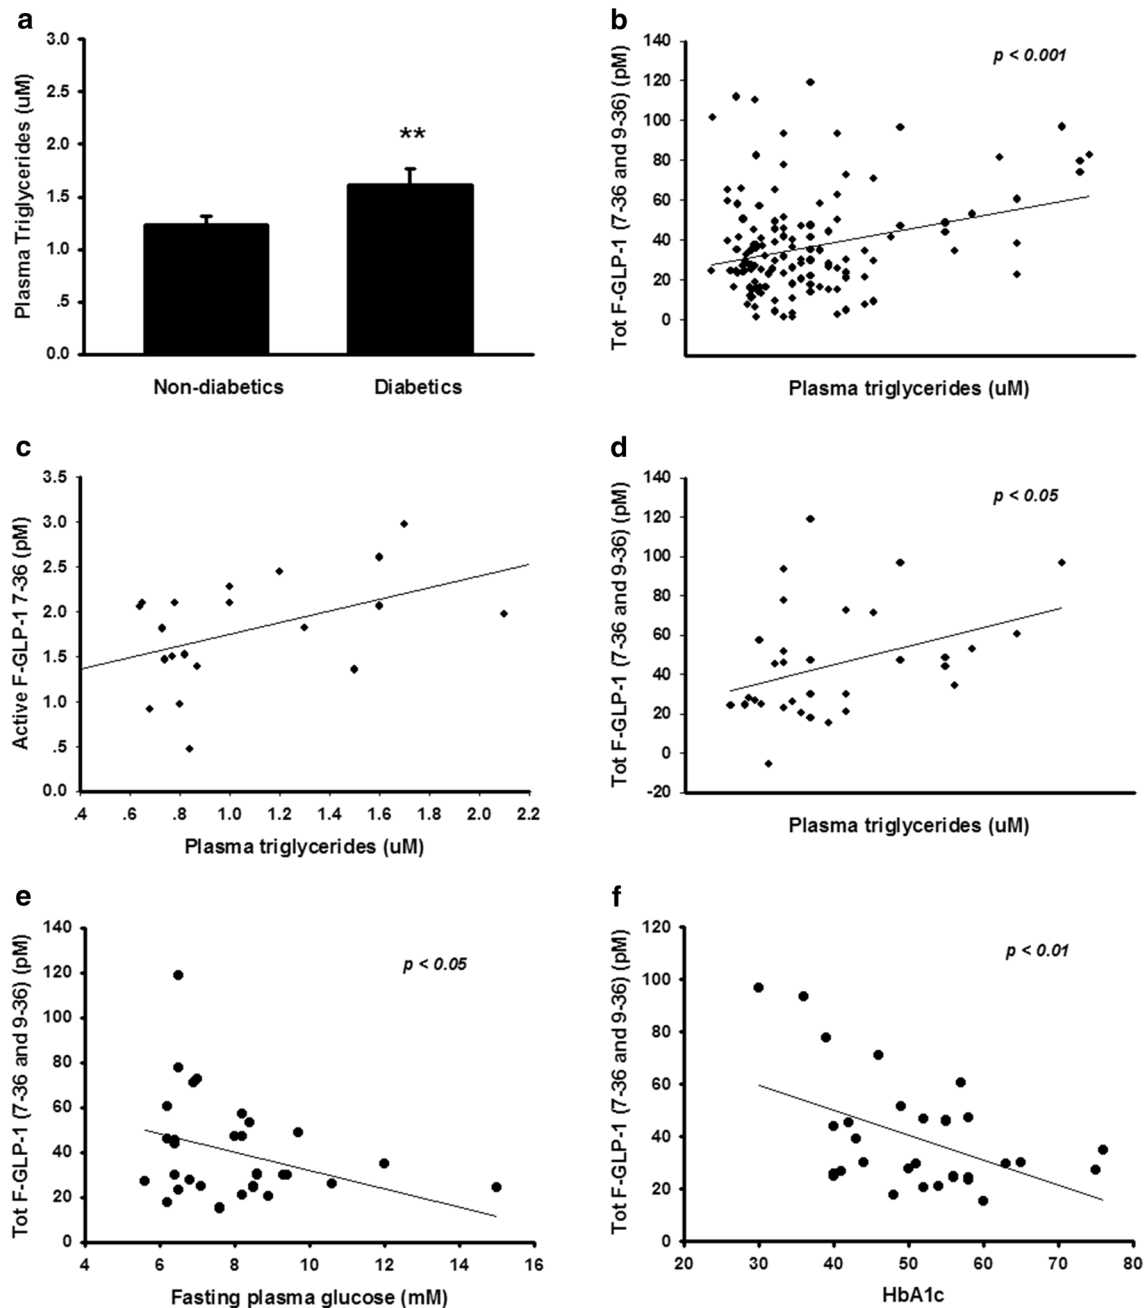 a
Plasma Triglycerides (uM)
3.0
2.5
2.0
1.5
1.0
.5
0.0
**
Non-diabetics
Diabetics
b
Tot F-GLP-1 (7-36 and 9-36) (pM)
140
120
100
80
60
40
20
0
p < 0.001
Plasma triglycerides (uM)
c
Active F-GLP-1 7-36 (pM)
3.5
3.0
2.5
2.0
1.5
1.0
.5
0.0
.4 .6 .8 1.0 1.2 1.4 1.6 1.8 2.0 2.2
Plasma triglycerides (uM)
d
Tot F-GLP-1 (7-36 and 9-36) (pM)
140
120
100
80
60
40
20
0
-20
p < 0.05
Plasma triglycerides (uM)
e
Tot F-GLP-1 (7-36 and 9-36) (pM)
140
120
100
80
60
40
20
0
p < 0.05
4 6 8 10 12 14 16
Fasting plasma glucose (mM)
f
Tot F-GLP-1 (7-36 and 9-36) (pM)
120
100
80
60
40
20
0
p < 0.01
20 30 40 50 60 70 80
HbA1c